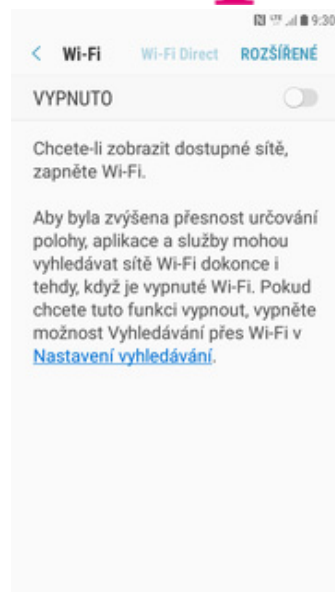 LTE 9:30
Wi-Fi Wi-Fi Direct ROZŠÍŘENÉ
VYPNUTO
Chcete-li zobrazit dostupné sítě,
zapněte Wi-Fi.
Aby byla zvýšena přesnost určování
polohy, aplikace a služby mohou
vyhledávat sítě Wi-Fi dokonce i
tehdy, když je vypnuté Wi-Fi. Pokud
chcete tuto funkci vypnout, vypněte
možnost Vyhledávání přes Wi-Fi v
Nastavení vyhledávání.